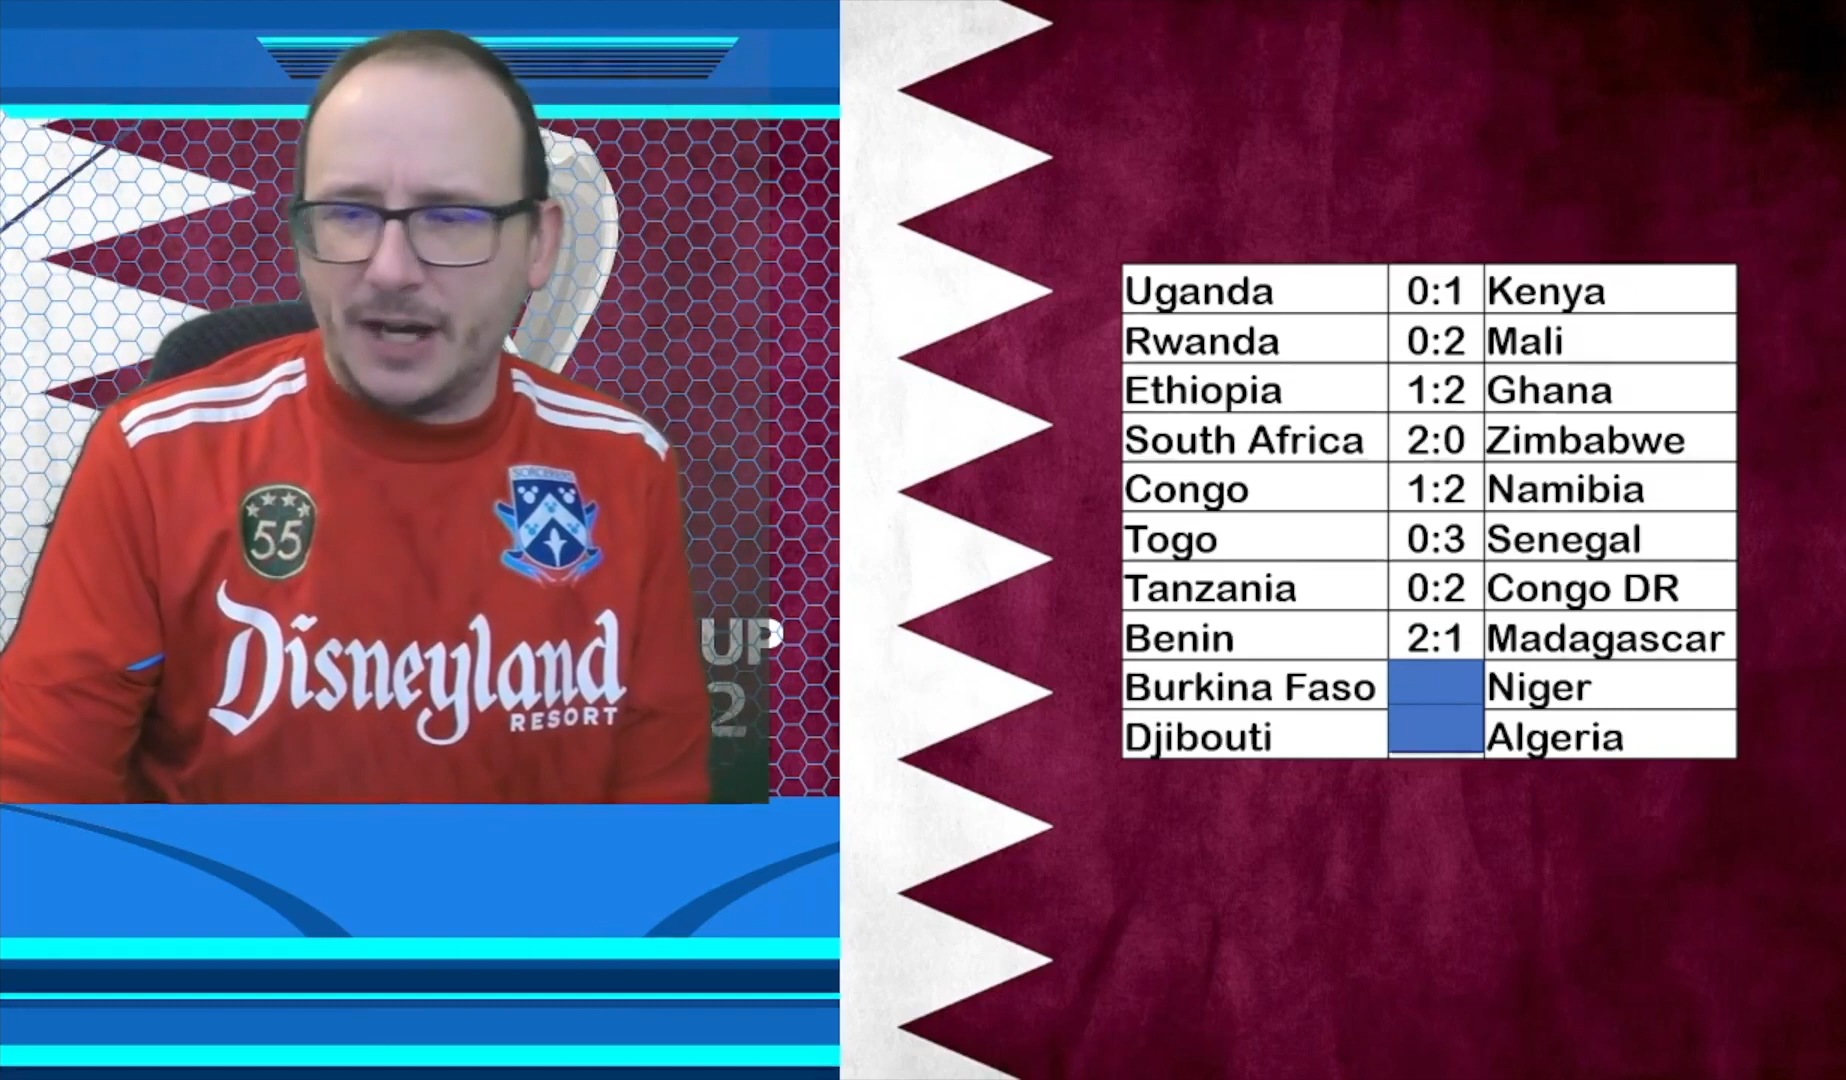 SORCERERS
55
Disneyland
RESORT
UP
2
Uganda 0:1 Kenya
Rwanda 0:2 Mali
Ethiopia 1:2 Ghana
South Africa 2:0 Zimbabwe
Congo 1:2 Namibia
Togo 0:3 Senegal
Tanzania 0:2 Congo DR
Benin 2:1 Madagascar
Burkina Faso Niger
Djibouti Algeria